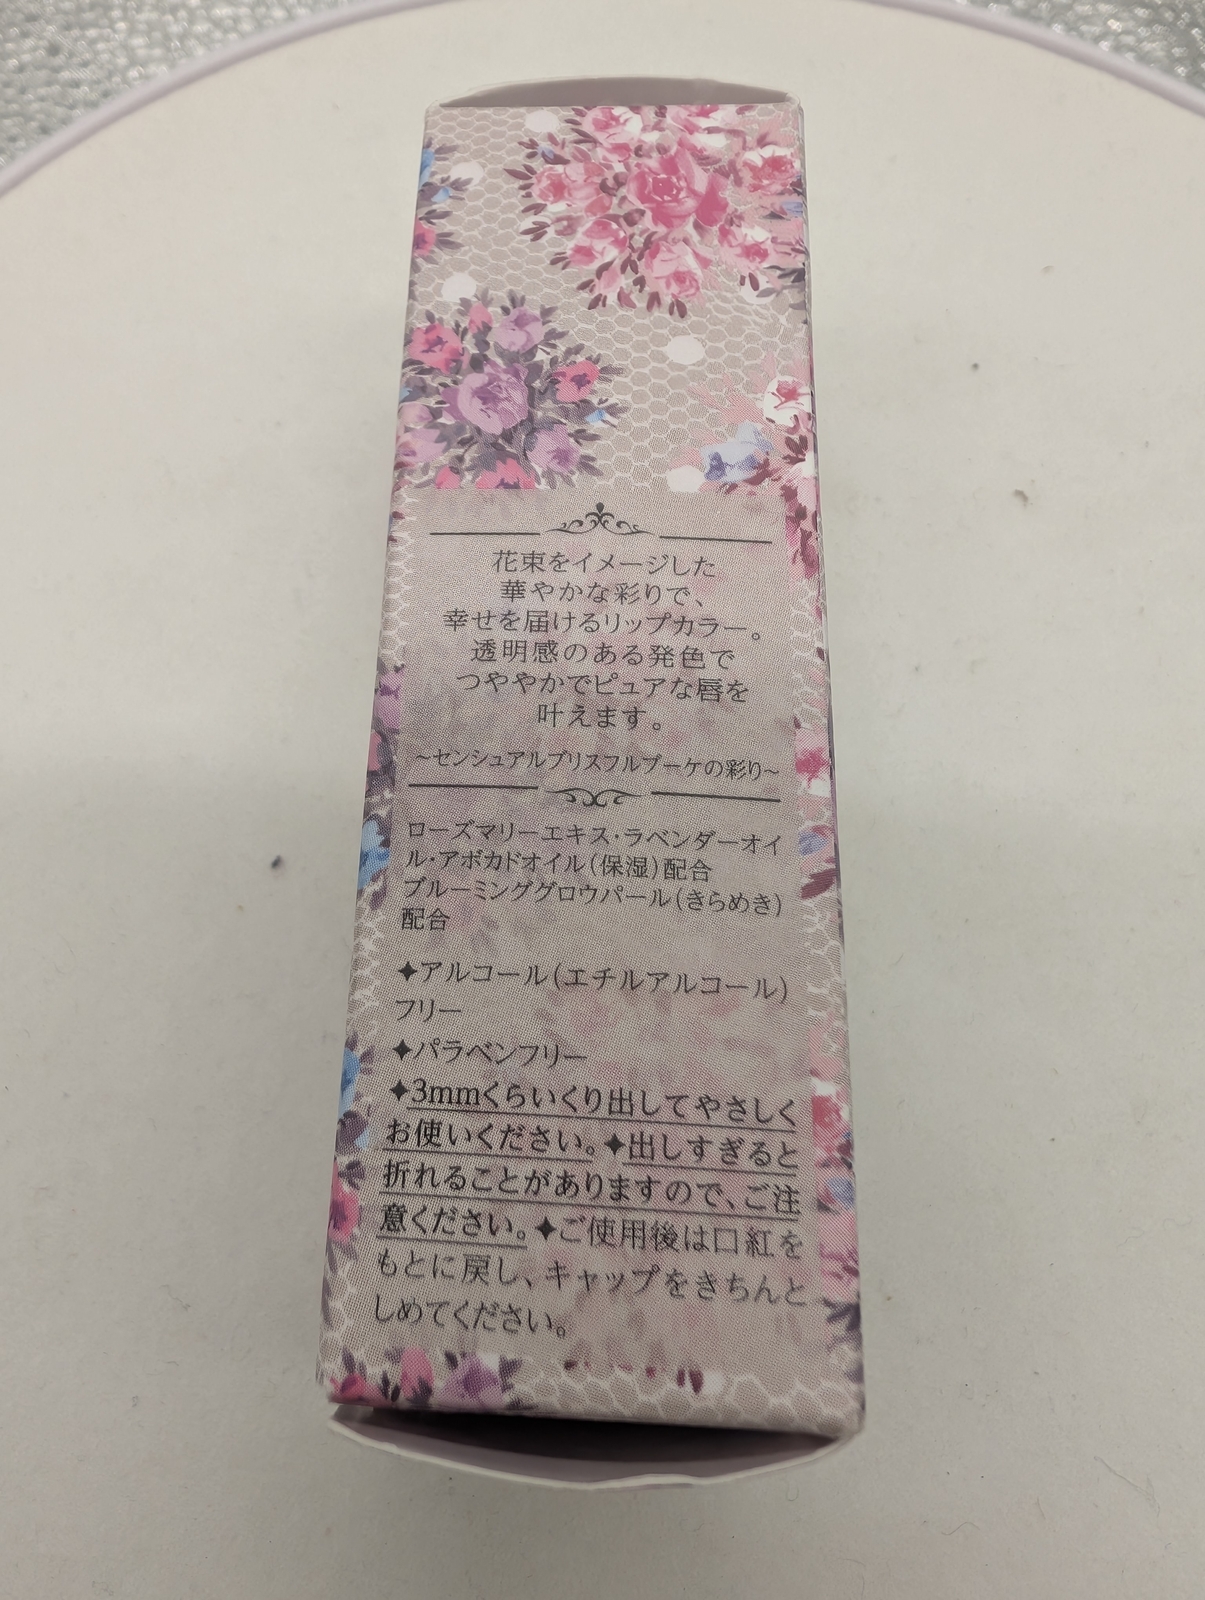 花束をイメージした
華やかな彩りで、
幸せを届けるリップカラー。
透明感のある発色で
つややかでピュアな唇を
叶えます。
~センシュアルブリスフルブーケの彩り~
ローズマリーエキス・ラベンダーオイ
ル・アボカドオイル(保湿)配合
ブルーミンググロウパール(きらめき)
配合
✦アルコール(エチルアルコール)
フリー
✦パラベンフリー
✦3mmくらいくり出してやさしく
お使いください。✦出しすぎると
折れることがありますので、ご注
意ください。✦ご使用後は口紅を
もとに戻し、キャップをきちんと
しめてください。